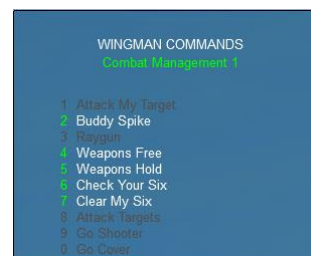 WINGMAN COMMANDS
Combat Management 1
1 Attack My Target
2 Buddy Spike
3 Raygun
4 Weapons Free
5 Weapons Hold
6 Check Your Six
7 Clear My Six
8 Attack Targets
9 Go Shooter
0 Go Cover